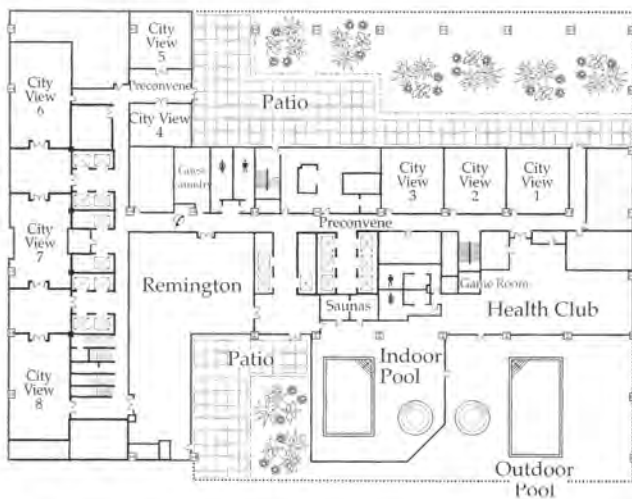 City
View
5
City
View
6
Preconvene
Patio
City View
4
Guest
Laundry
City
View
3
City
View
2
City
View
1
Preconvene
City
View
7
Remington
Game Room
Saunas
Health Club
Patio
Indoor
Pool
City
View
8
Outdoor
Pool